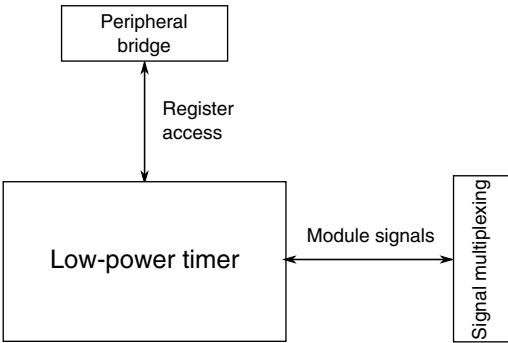 Peripheral
bridge
Register
access
Low-power timer
Module signals
Signal multiplexing